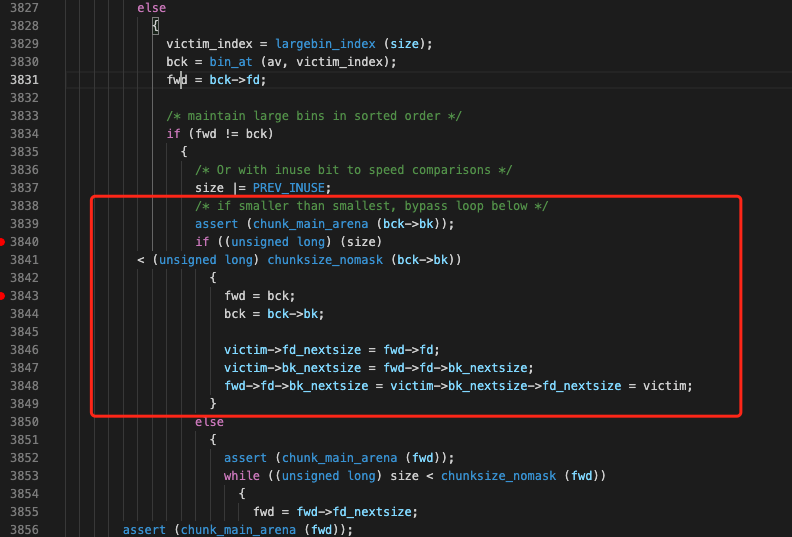 3827 else
3828 {
3829 victim_index = largebin_index (size);
3830 bck = bin_at (av, victim_index);
3831 fwd = bck->fd;
3832
3833 /* maintain large bins in sorted order */
3834 if (fwd != bck)
3835 {
3836 /* Or with inuse bit to speed comparisons */
3837 size |= PREV_INUSE;
3838 /* if smaller than smallest, bypass loop below */
3839 assert (chunk_main_arena (bck->bk));
3840 if ((unsigned long) (size)
3841 < (unsigned long) chunksize_nomask (bck->bk))
3842 {
3843 fwd = bck;
3844 bck = bck->bk;
3845
3846 victim->fd_nextsize = fwd->fd;
3847 victim->bk_nextsize = fwd->fd->bk_nextsize;
3848 fwd->fd->bk_nextsize = victim->bk_nextsize->fd_nextsize = victim;
3849 }
3850 else
3851 {
3852 assert (chunk_main_arena (fwd));
3853 while ((unsigned long) size < chunksize_nomask (fwd))
3854 {
3855 fwd = fwd->fd_nextsize;
3856 assert (chunk_main_arena (fwd));